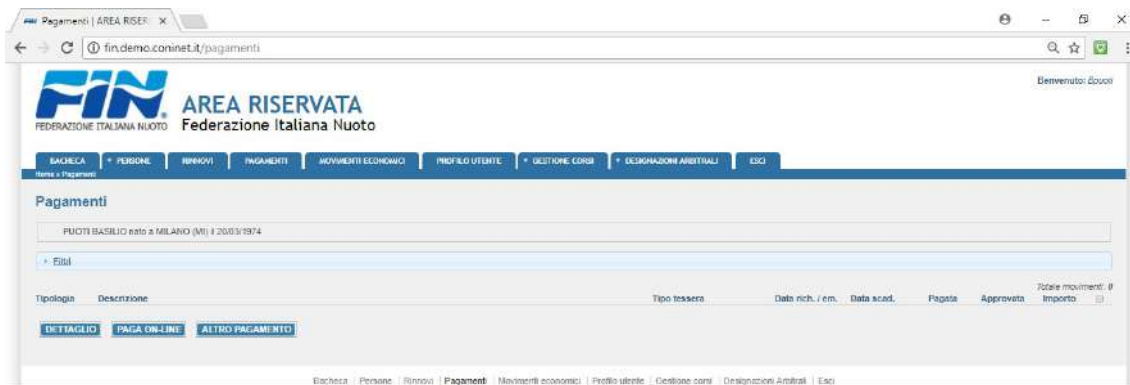 Pagamenti | AREA RISER
fin.demo.coninet.it/pagamenti
FIN
FEDERAZIONE ITALIANA NUOTO
AREA RISERVATA
Federazione Italiana Nuoto
Benvenuto: Bpuoti
BACHECA PERSONE RINNOVI PAGAMENTI MOVIMENTI ECONOMICI PROFILO UTENTE GESTIONE CORSI DESIGNAZIONI ARBITRALI ESCI
Home » Pagamenti
Pagamenti
PUOTI BASILIO nato a MILANO (MI) il 20/03/1974
Filtri
Totale movimenti: 0
Tipologia Descrizione Tipo tessera Data rich. / em. Data scad. Pagata Approvata Importo
DETTAGLIO PAGA ON-LINE ALTRO PAGAMENTO
Bacheca | Persone | Rinnovi | Pagamenti | Movimenti economici | Profilo utente | Gestione corsi | Designazioni Arbitrali | Esci